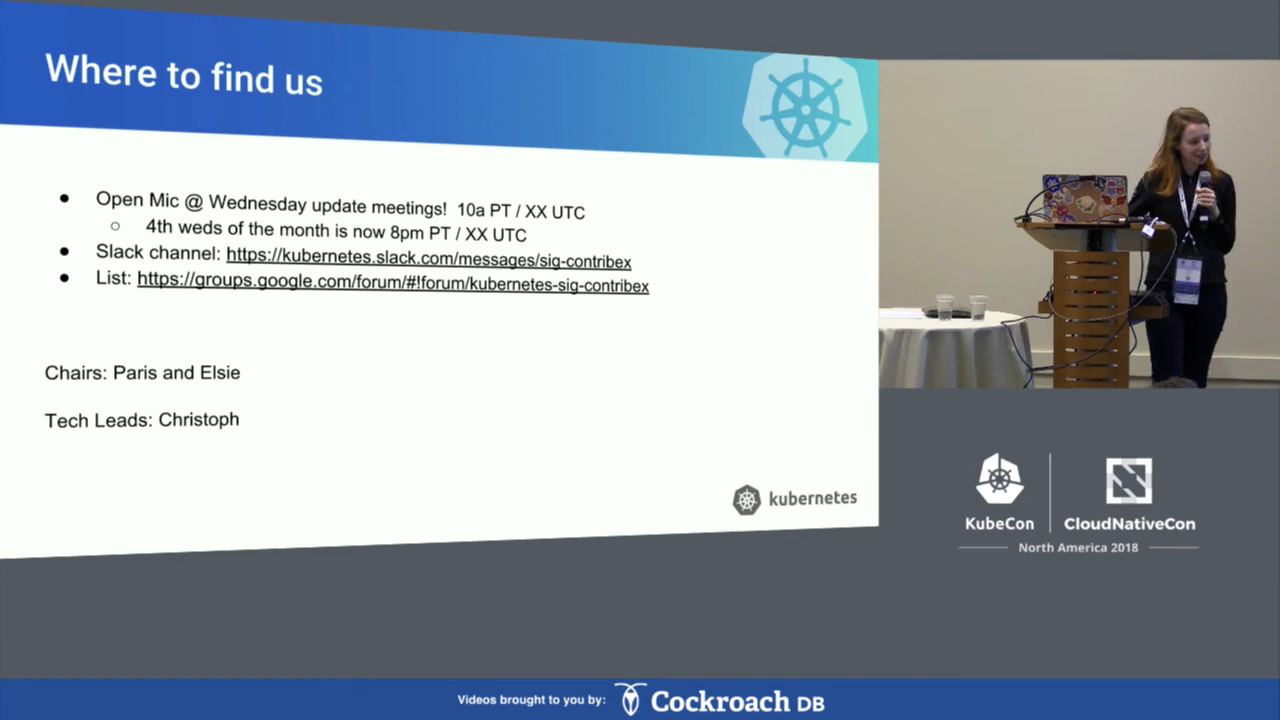 Where to find us
Open Mic @ Wednesday update meetings! 10a PT / XX UTC
4th weds of the month is now 8pm PT / XX UTC
Slack channel: https://kubernetes.slack.com/messages/sig-contribex
List: https://groups.google.com/forum/#!forum/kubernetes-sig-contribex
Chairs: Paris and Elsie
Tech Leads: Christoph
kubernetes
KubeCon
CloudNativeCon
North America 2018
Videos brought to you by:
Cockroach DB